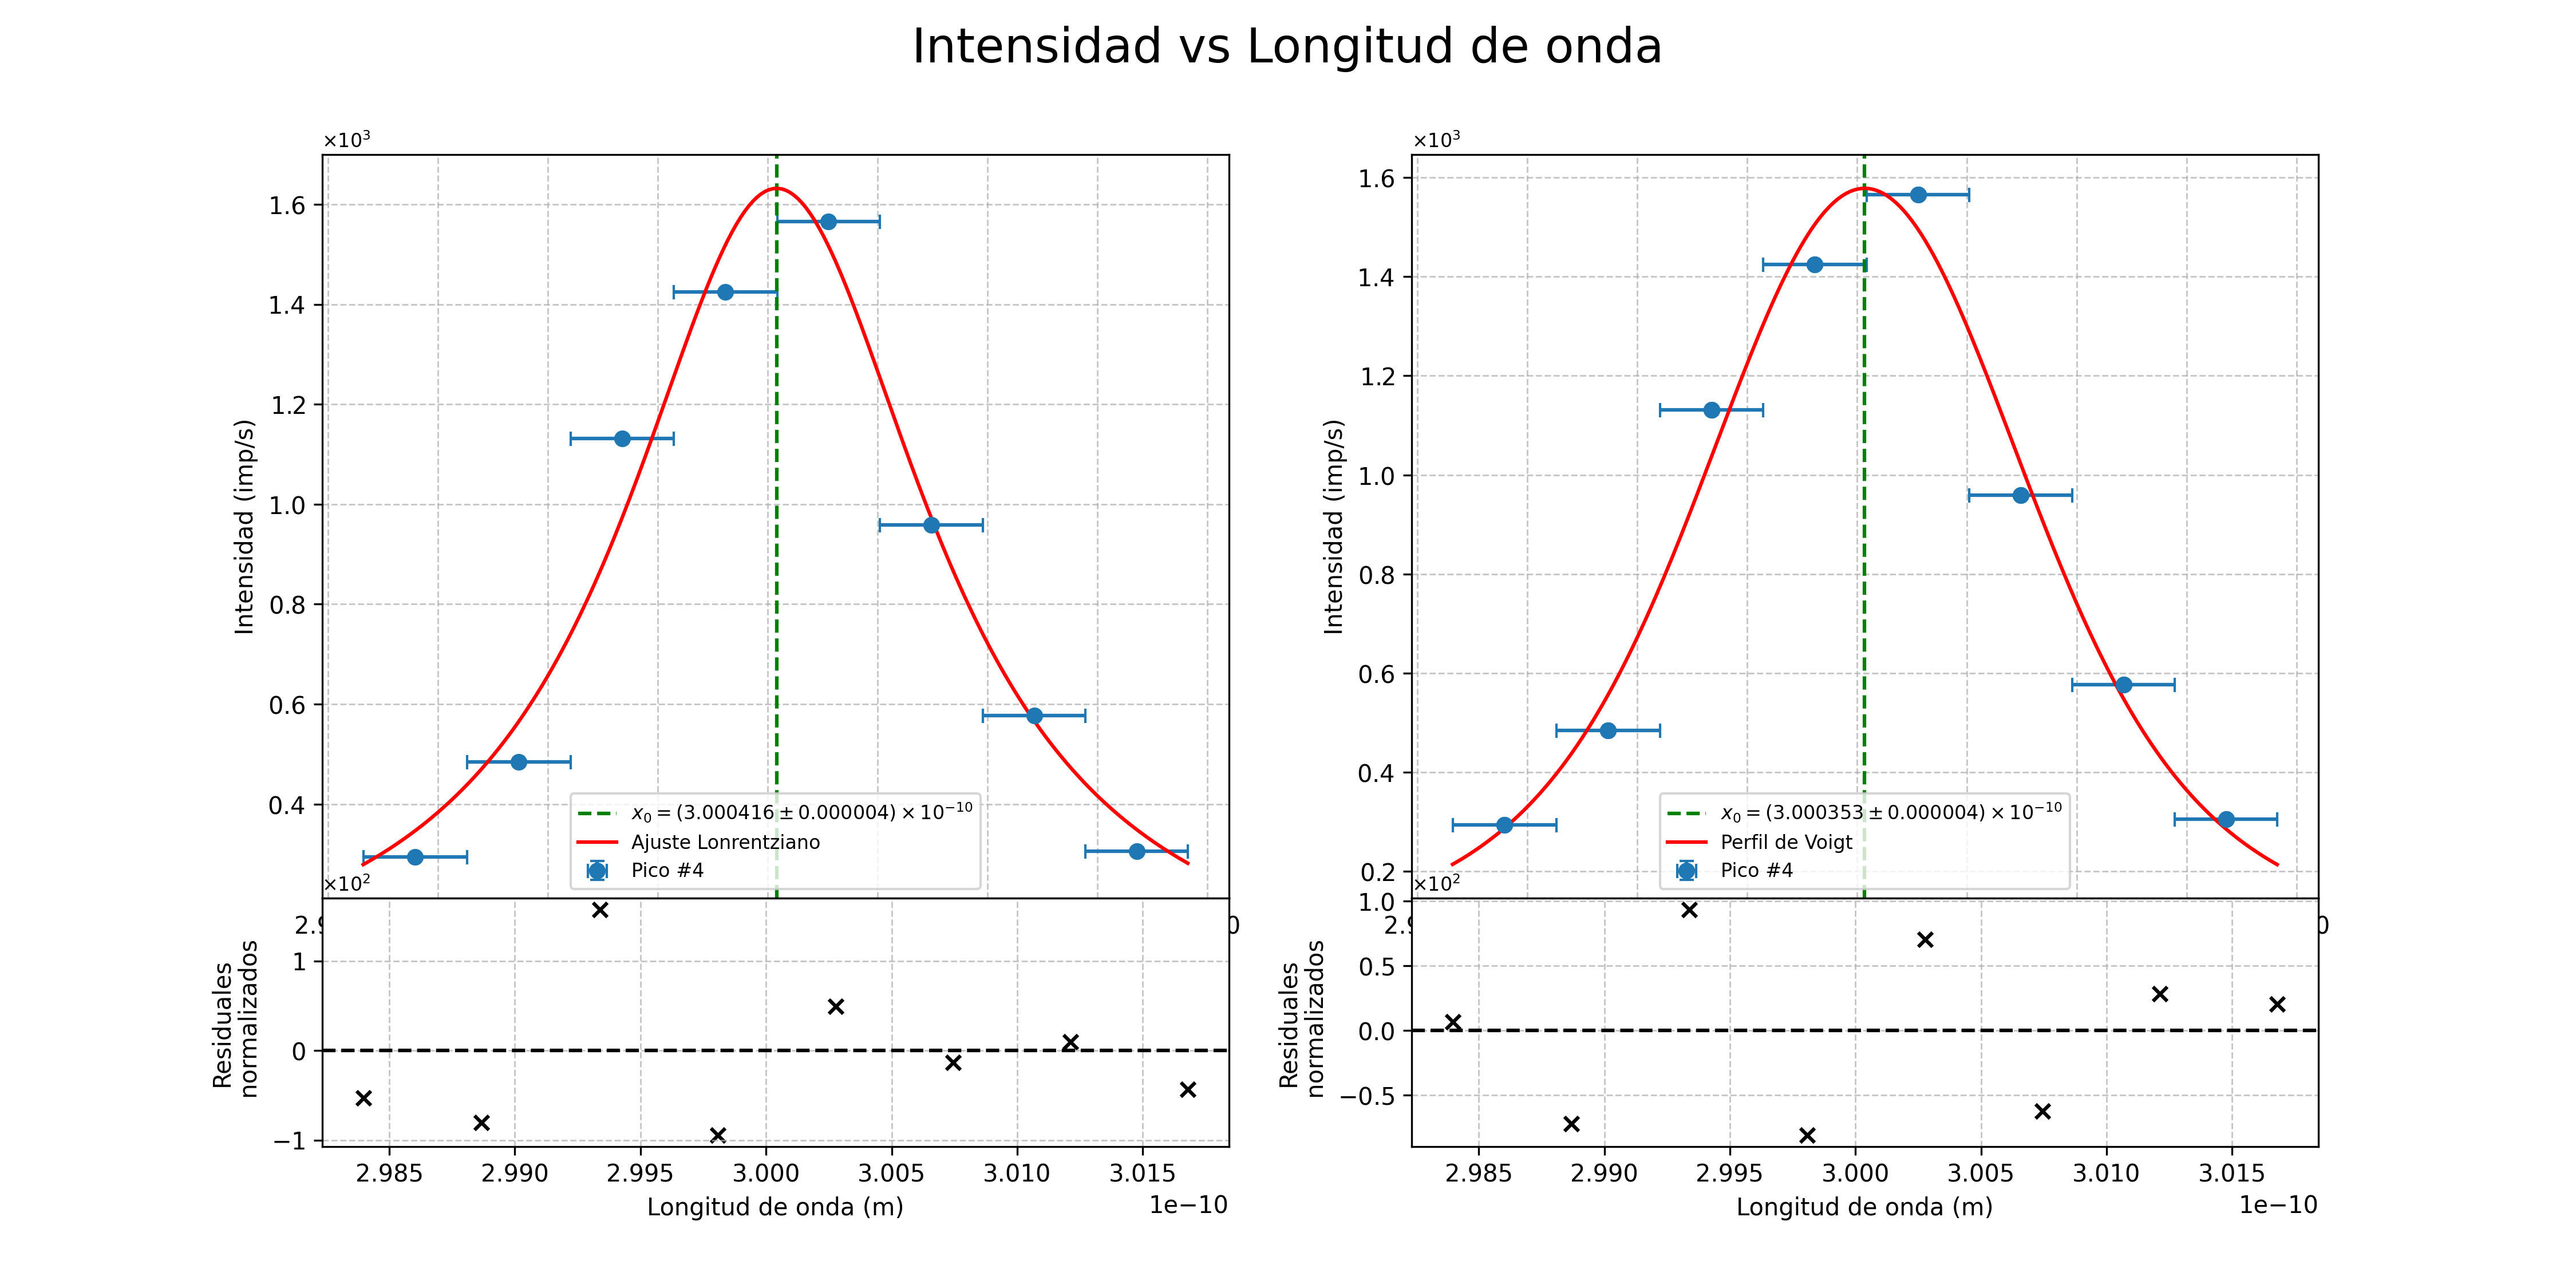 Intensidad vs Longitud de onda
×10³
1.6
1.4
1.2
1.0
0.8
0.6
0.4
Intensidad (imp/s)
x₀ = (3.000416 ± 0.000004) × 10⁻¹⁰
Ajuste Lonrentziano
Pico #4
×10²
1
0
−1
Residuales
normalizados
2.985 2.990 2.995 3.000 3.005 3.010 3.015
1e−10
Longitud de onda (m)
×10³
1.6
1.4
1.2
1.0
0.8
0.6
0.4
0.2
Intensidad (imp/s)
x₀ = (3.000353 ± 0.000004) × 10⁻¹⁰
Perfil de Voigt
Pico #4
×10²
1.0
0.5
0.0
−0.5
Residuales
normalizados
2.985 2.990 2.995 3.000 3.005 3.010 3.015
1e−10
Longitud de onda (m)